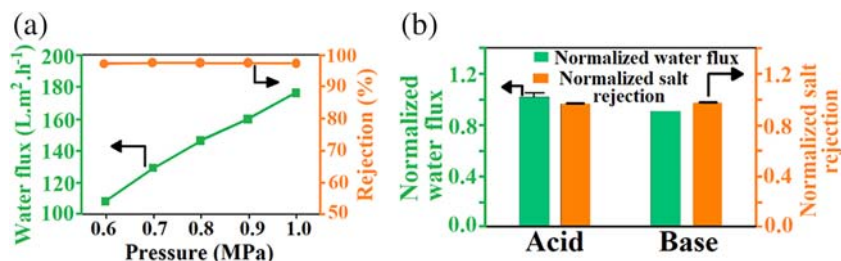 (a)
Water flux (L.m².h⁻¹)
200
180
160
140
120
100
0.6 0.7 0.8 0.9 1.0
Pressure (MPa)
100
90
80
70
60
50
Rejection (%)
(b)
Normalized
water flux
1.2
0.8
0.4
0.0
Normalized water flux
Normalized salt
rejection
Acid Base
1.2
0.8
0.4
0.0
Normalized salt
rejection